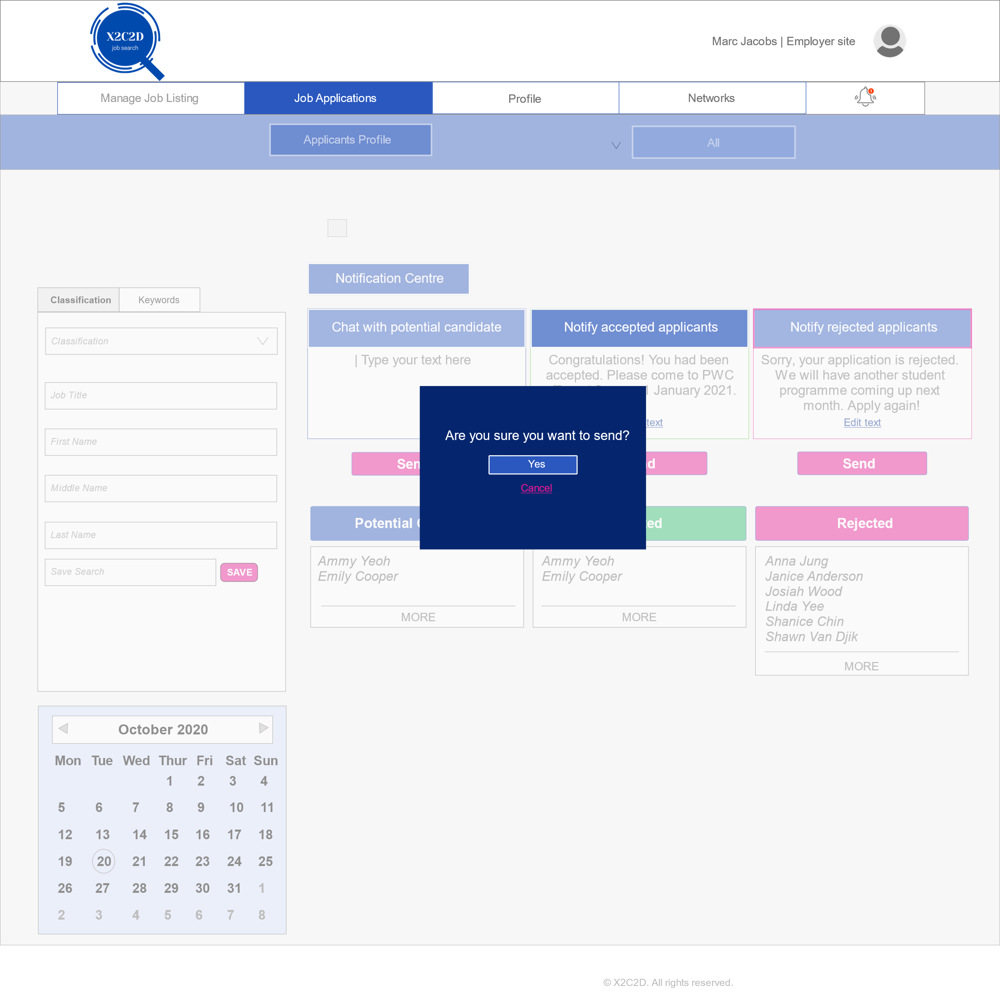 X2C2D
job search
Marc Jacobs | Employer site
Manage Job Listing
Job Applications
Profile
Networks
1
Applicants Profile
All
Notification Centre
Classification
Keywords
Classification
Job Title
First Name
Middle Name
Last Name
Save Search
SAVE
Chat with potential candidate
| Type your text here
Notify accepted applicants
Congratulations! You had been
accepted. Please come to PWC
January 2021.
text
Notify rejected applicants
Sorry, your application is rejected.
We will have another student
programme coming up next
month. Apply again!
Edit text
Are you sure you want to send?
Yes
Cancel
Send
Potential
Ammy Yeoh
Emily Cooper
MORE
Ammy Yeoh
Emily Cooper
MORE
Rejected
Anna Jung
Janice Anderson
Josiah Wood
Linda Yee
Shanice Chin
Shawn Van Djik
MORE
October 2020
Mon Tue Wed Thur Fri Sat Sun
1 2 3 4
5 6 7 8 9 10 11
12 13 14 15 16 17 18
19 20 21 22 23 24 25
26 27 28 29 30 31 1
2 3 4 5 6 7 8
© X2C2D. All rights reserved.